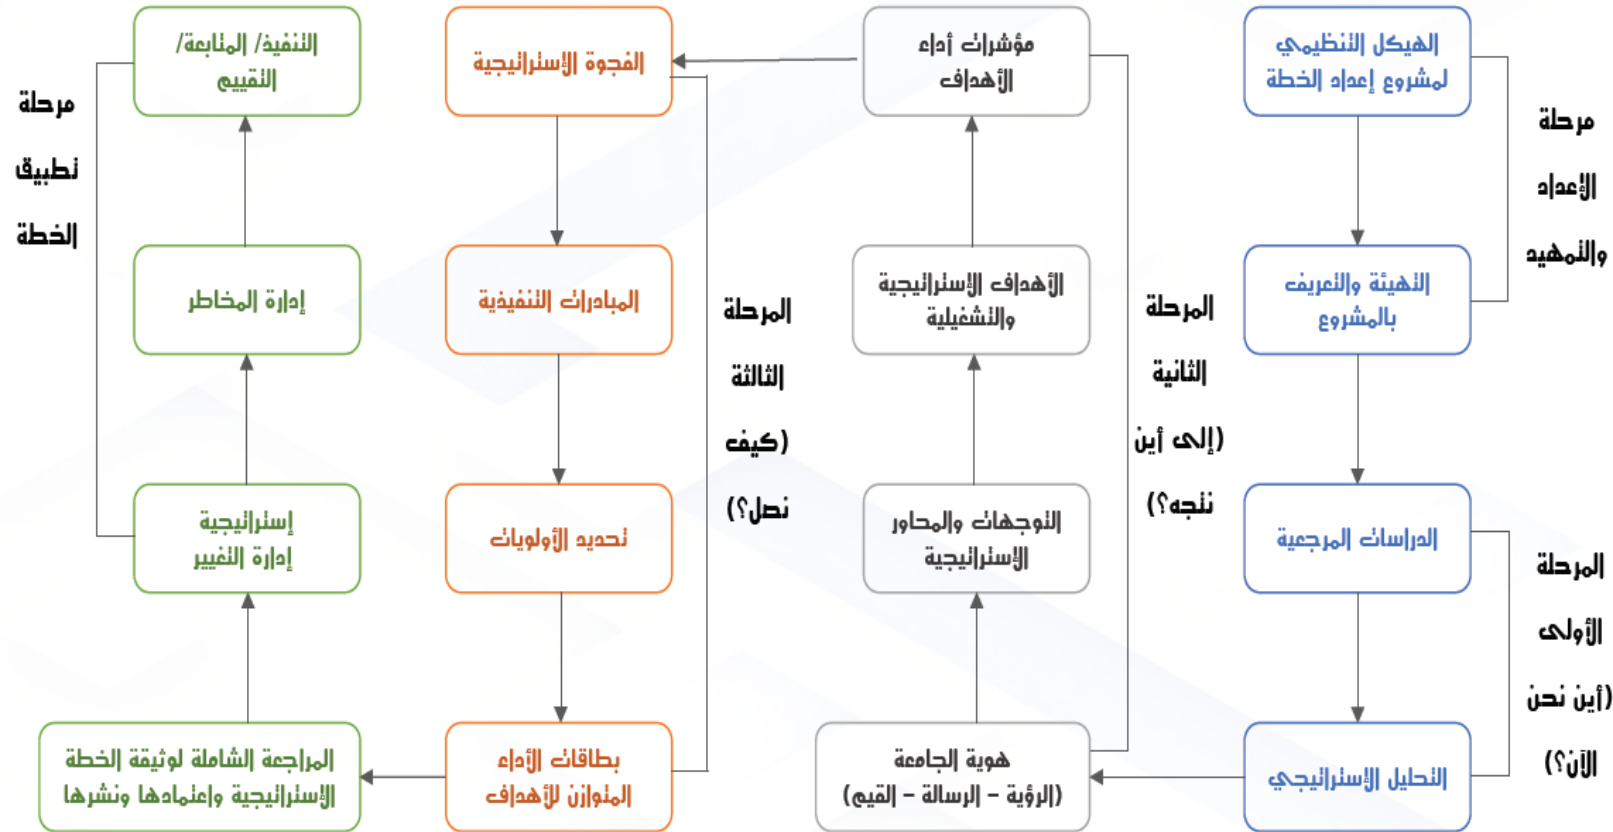 الهيكل التنظيمي
لمشروع إعداد الخطة
التهيئة والتعريف
بالمشروع
مرحلة
الإعداد
والتمهيد
الدراسات المرجعية
التحليل الإستراتيجي
المرحلة
الأولى
(أين نحن
الآن؟)
هوية الجامعة
(الرؤية - الرسالة - القيم)
التوجهات والمحاور
الإستراتيجية
الأهداف الإستراتيجية
والتشغيلية
مؤشرات أداء
الأهداف
المرحلة
الثانية
(إلى أين
نتجه؟)
الفجوة الإستراتيجية
المبادرات التنفيذية
تحديد الأولويات
بطاقات الأداء
المتوازن للأهداف
المرحلة
الثالثة
(كيف
نصل؟)
المراجعة الشاملة لوثيقة الخطة
الإستراتيجية واعتمادها ونشرها
إستراتيجية
إدارة التغيير
إدارة المخاطر
التنفيذ/ المتابعة/
التقييم
مرحلة
تطبيق
الخطة